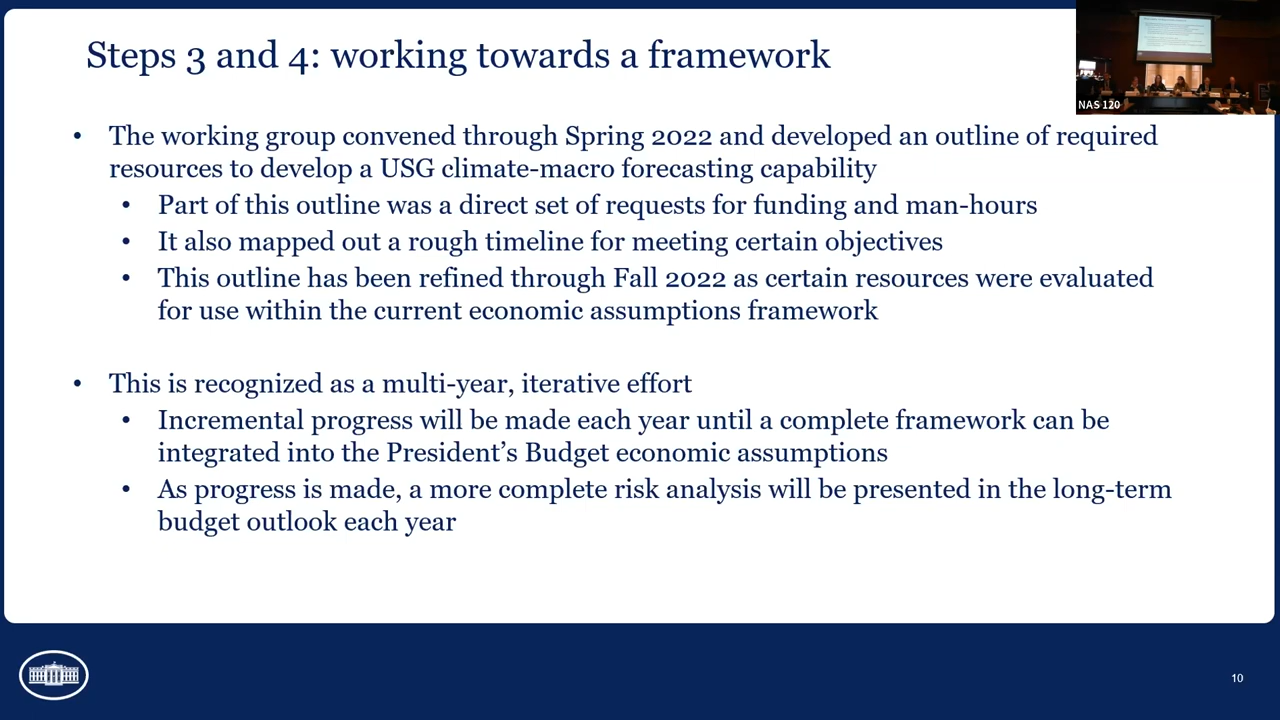 Steps 3 and 4: working towards a framework
NAS 120
• The working group convened through Spring 2022 and developed an outline of required
resources to develop a USG climate-macro forecasting capability
• Part of this outline was a direct set of requests for funding and man-hours
• It also mapped out a rough timeline for meeting certain objectives
• This outline has been refined through Fall 2022 as certain resources were evaluated
for use within the current economic assumptions framework
• This is recognized as a multi-year, iterative effort
• Incremental progress will be made each year until a complete framework can be
integrated into the President’s Budget economic assumptions
• As progress is made, a more complete risk analysis will be presented in the long-term
budget outlook each year
10